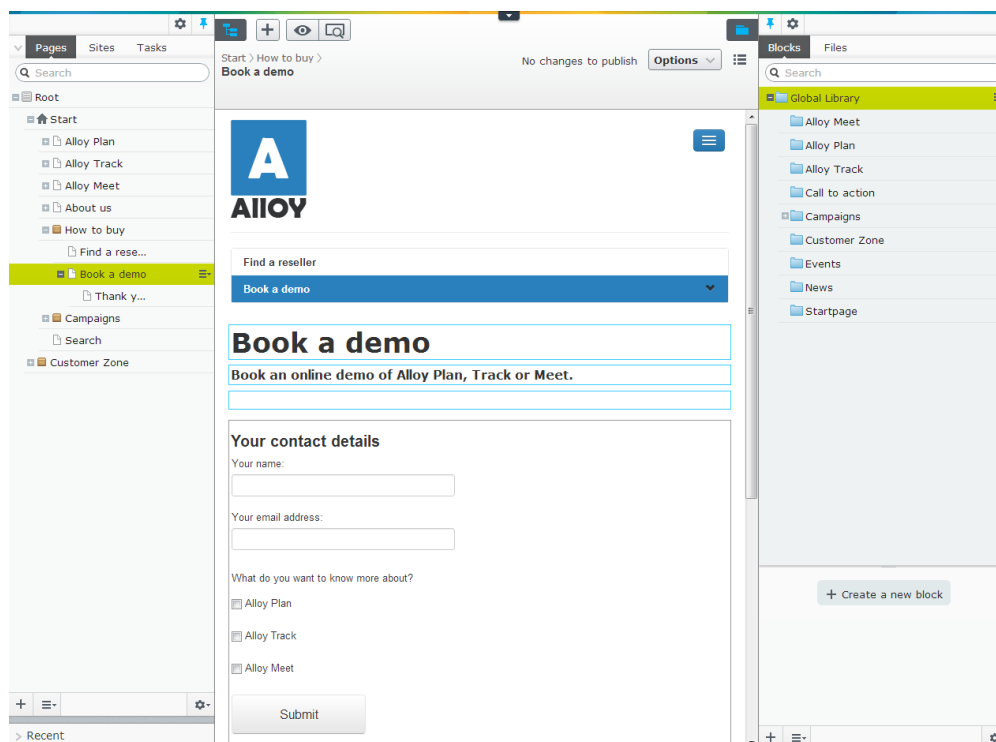 Pages Sites Tasks
Search
Root
Start
Alloy Plan
Alloy Track
Alloy Meet
About us
How to buy
Find a rese...
Book a demo
Thank y...
Campaigns
Search
Customer Zone
Recent
Start > How to buy >
Book a demo
No changes to publish Options
A
AllOY
Find a reseller
Book a demo
Book a demo
Book an online demo of Alloy Plan, Track or Meet.
Your contact details
Your name:
Your email address:
What do you want to know more about?
Alloy Plan
Alloy Track
Alloy Meet
Submit
Blocks Files
Search
Global Library
Alloy Meet
Alloy Plan
Alloy Track
Call to action
Campaigns
Customer Zone
Events
News
Startpage
+ Create a new block